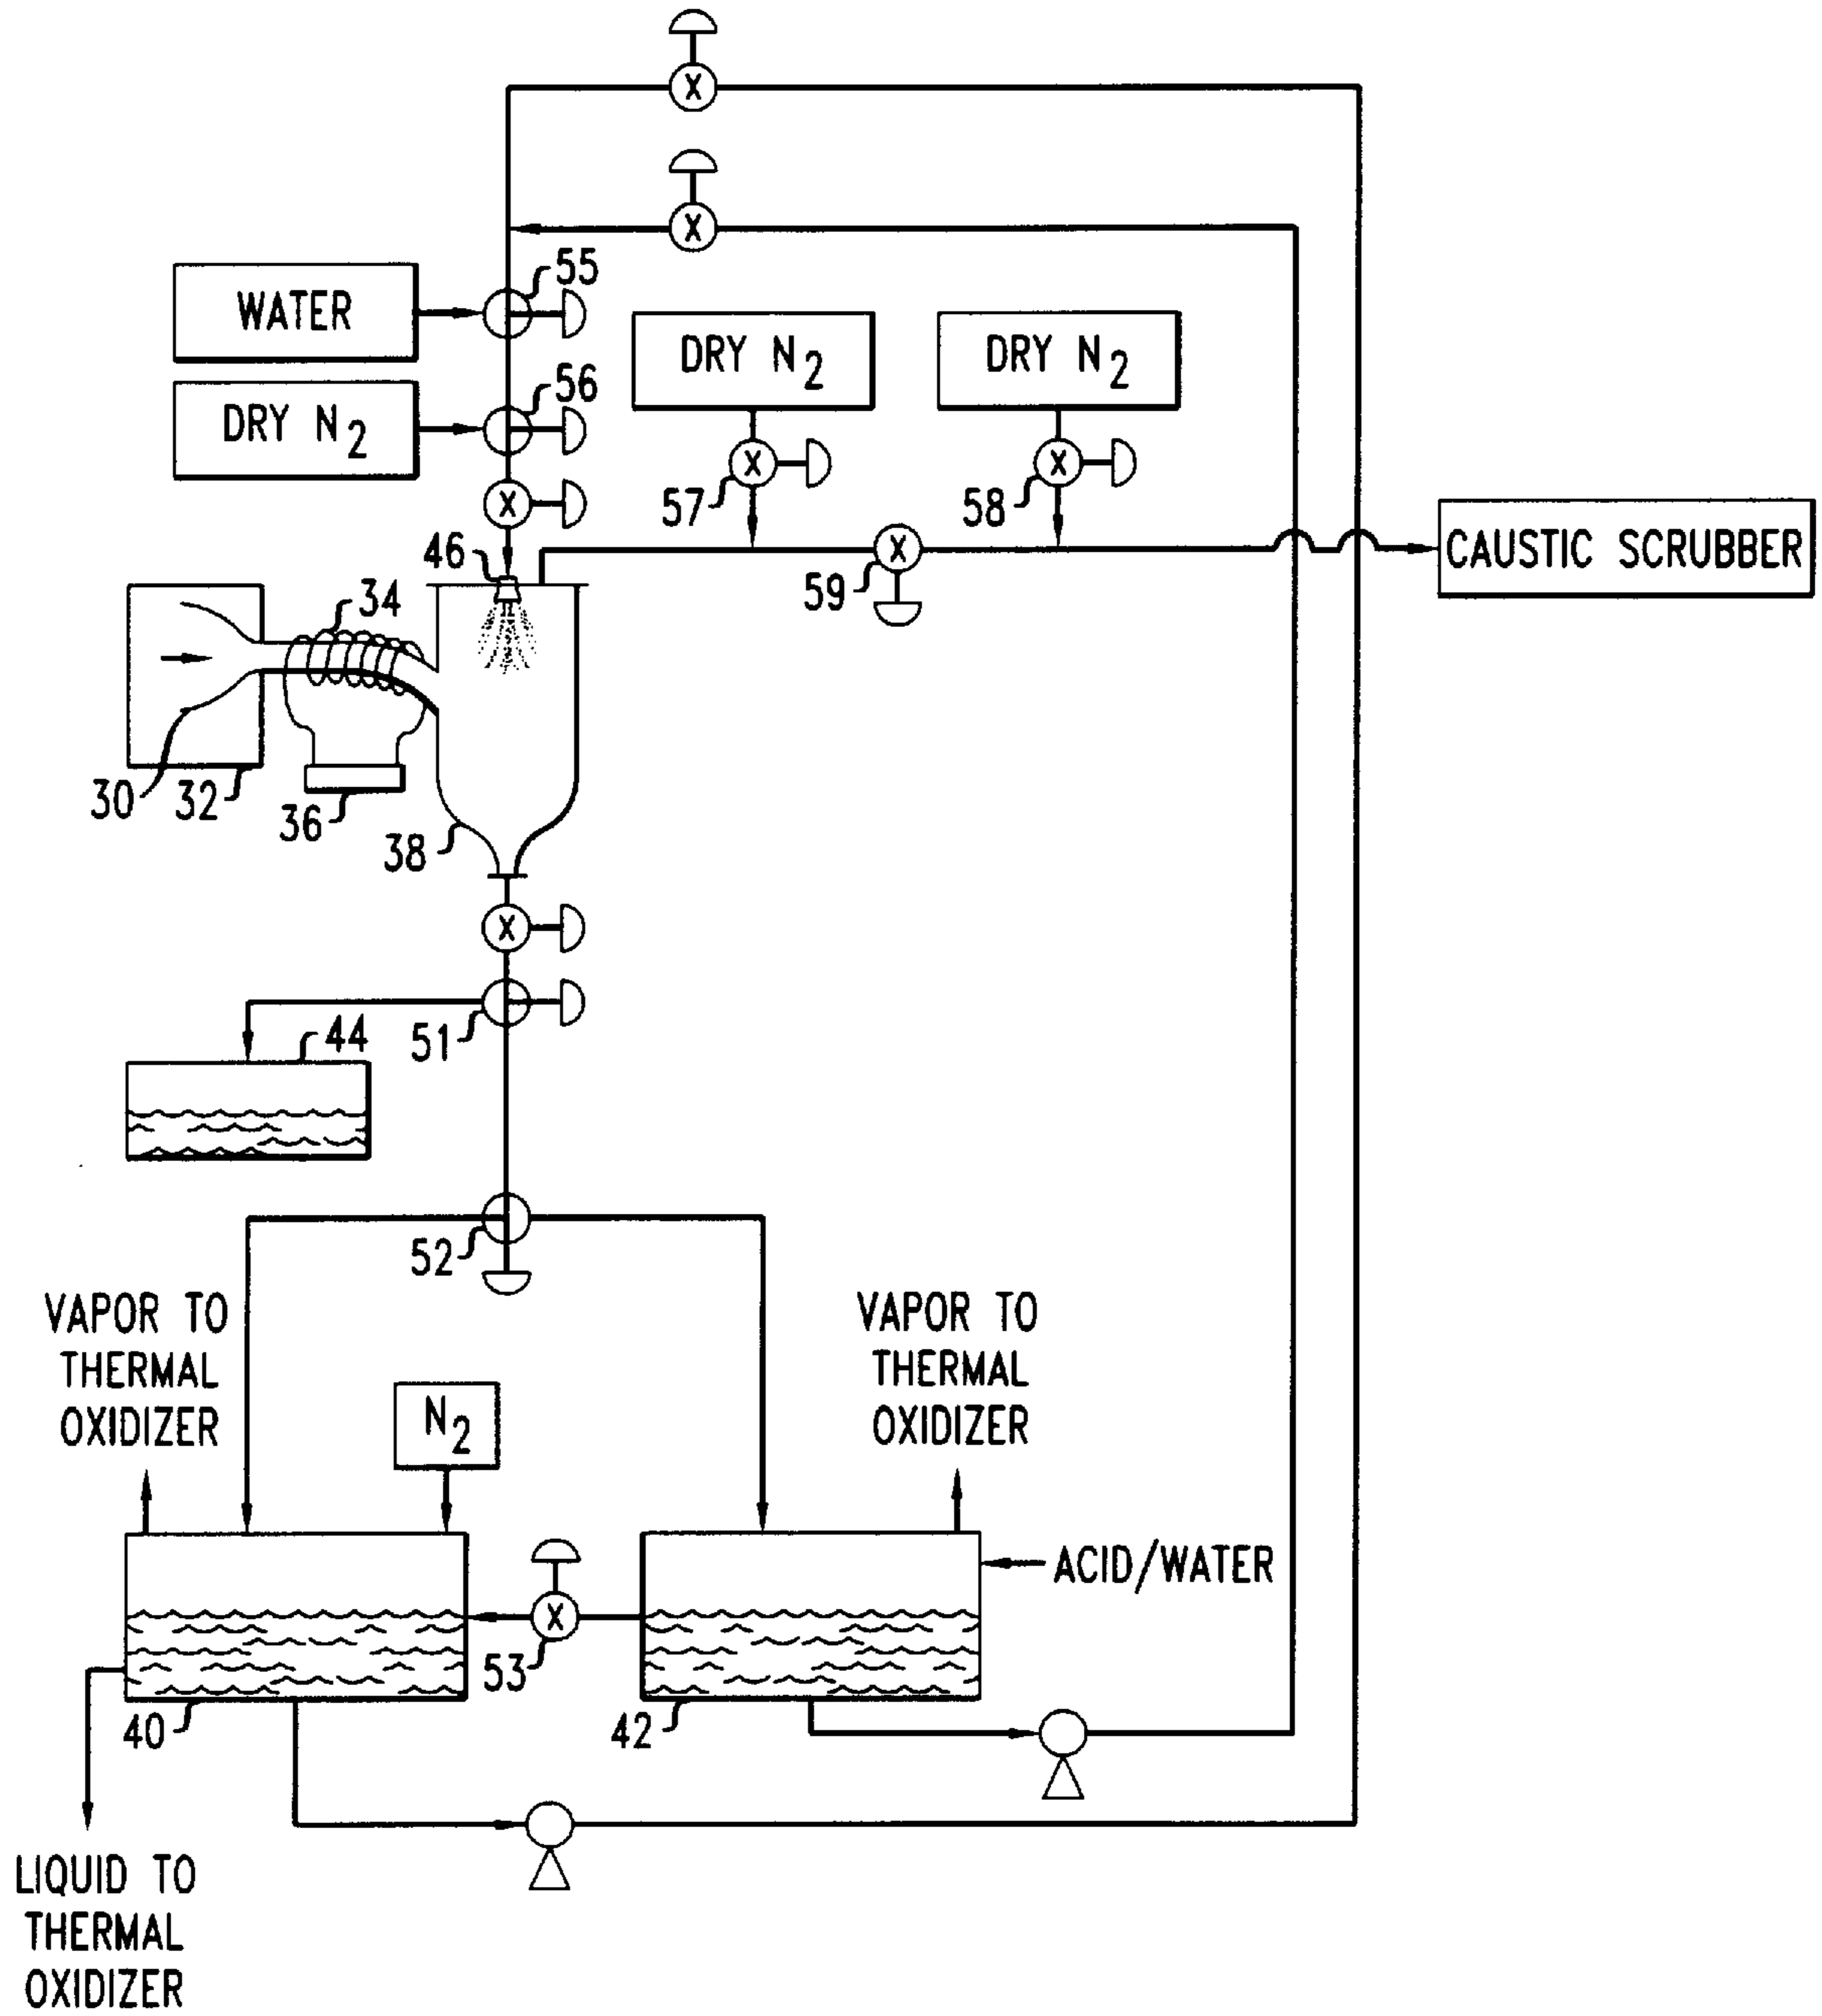 X
X
55
WATER
DRY N2
DRY N2
56
DRY N2
X
X
X
57
58
46
X
CAUSTIC SCRUBBER
59
34
30
32
36
38
X
51
44
52
VAPOR TO
THERMAL
OXIDIZER
VAPOR TO
THERMAL
OXIDIZER
N2
ACID/WATER
X
53
40
42
LIQUID TO
THERMAL
OXIDIZER